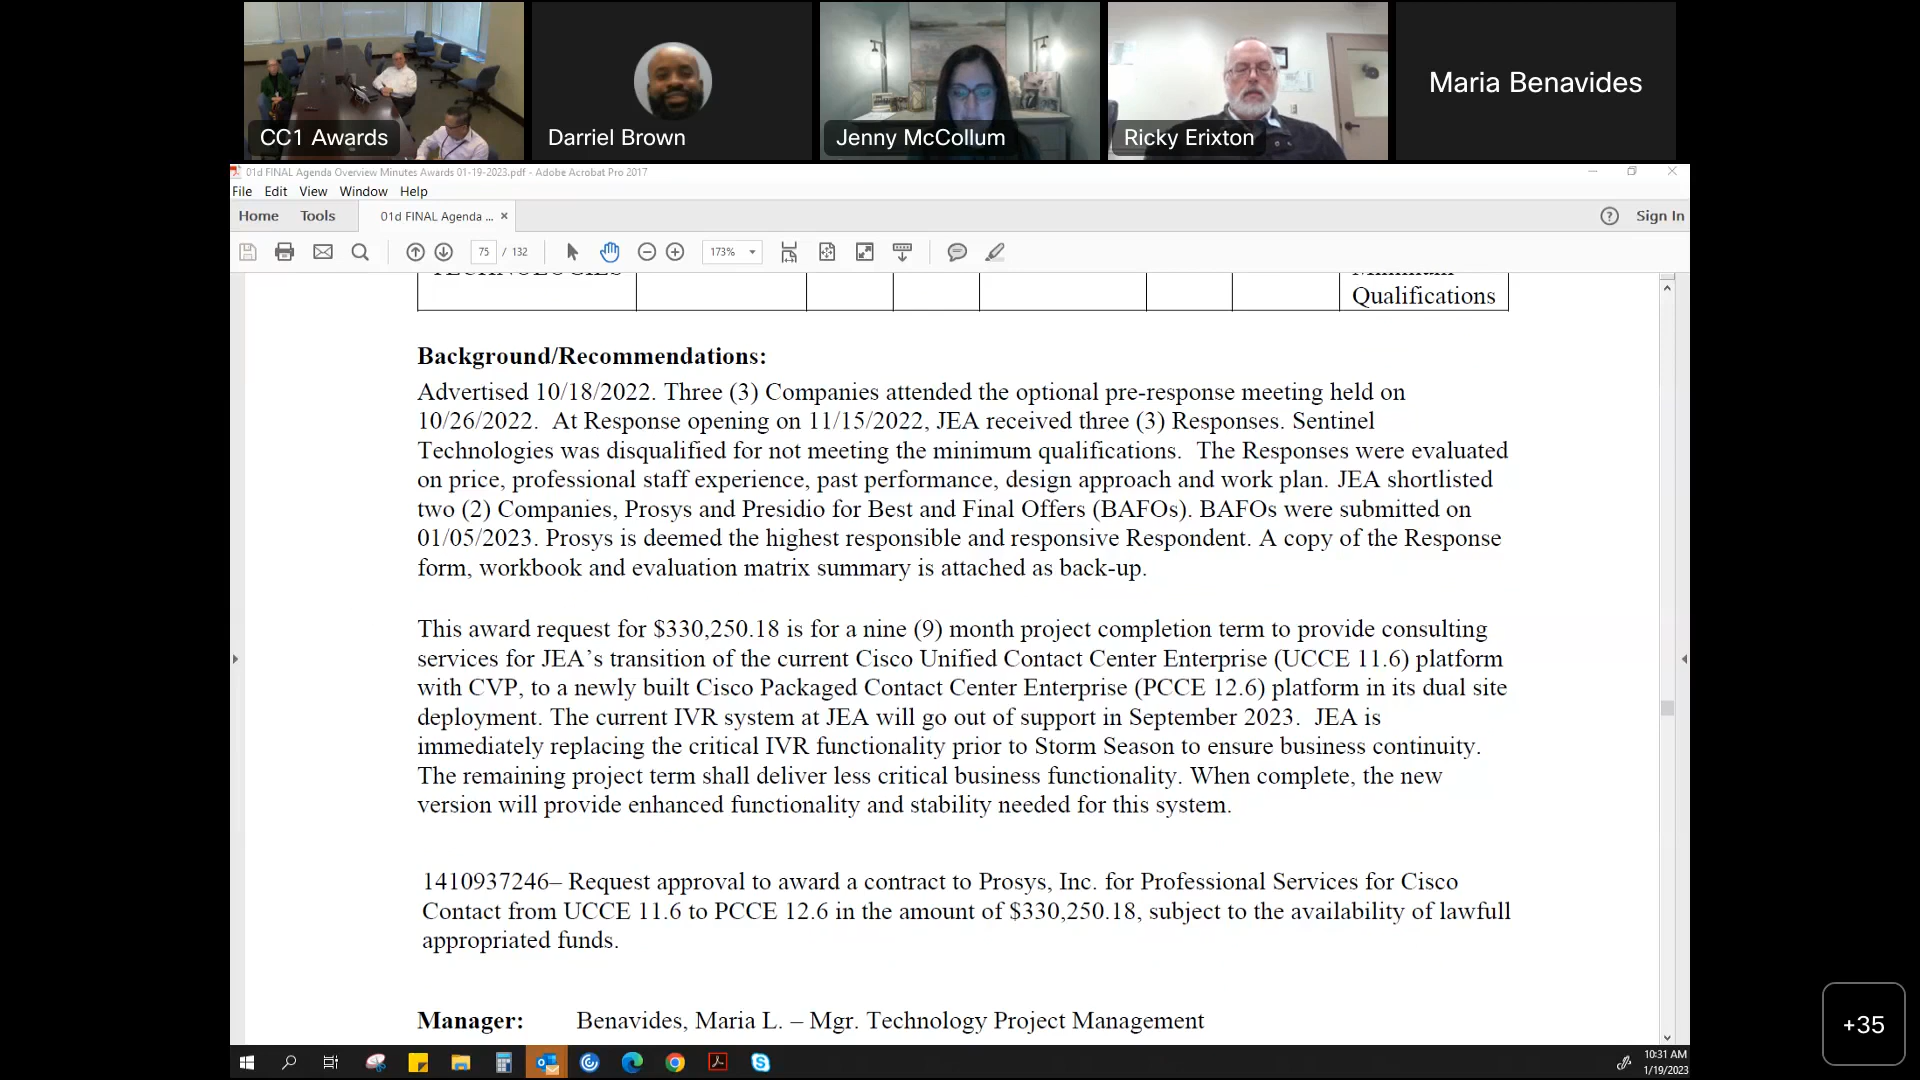 CC1 Awards
Darriel Brown
Jenny McCollum
Ricky Erixton
Maria Benavides
01d FINAL Agenda Overview Minutes Awards 01-19-2023.pdf - Adobe Acrobat Pro 2017
File Edit View Window Help
Home Tools 01d FINAL Agenda ... × Sign In
75 / 132 173%
TECHNOLOGIES Minimum
Qualifications
Background/Recommendations:
Advertised 10/18/2022. Three (3) Companies attended the optional pre-response meeting held on
10/26/2022. At Response opening on 11/15/2022, JEA received three (3) Responses. Sentinel
Technologies was disqualified for not meeting the minimum qualifications. The Responses were evaluated
on price, professional staff experience, past performance, design approach and work plan. JEA shortlisted
two (2) Companies, Prosys and Presidio for Best and Final Offers (BAFOs). BAFOs were submitted on
01/05/2023. Prosys is deemed the highest responsible and responsive Respondent. A copy of the Response
form, workbook and evaluation matrix summary is attached as back-up.
This award request for $330,250.18 is for a nine (9) month project completion term to provide consulting
services for JEA’s transition of the current Cisco Unified Contact Center Enterprise (UCCE 11.6) platform
with CVP, to a newly built Cisco Packaged Contact Center Enterprise (PCCE 12.6) platform in its dual site
deployment. The current IVR system at JEA will go out of support in September 2023. JEA is
immediately replacing the critical IVR functionality prior to Storm Season to ensure business continuity.
The remaining project term shall deliver less critical business functionality. When complete, the new
version will provide enhanced functionality and stability needed for this system.
1410937246– Request approval to award a contract to Prosys, Inc. for Professional Services for Cisco
Contact from UCCE 11.6 to PCCE 12.6 in the amount of $330,250.18, subject to the availability of lawfull
appropriated funds.
Manager: Benavides, Maria L. – Mgr. Technology Project Management
+35
10:31 AM
1/19/2023